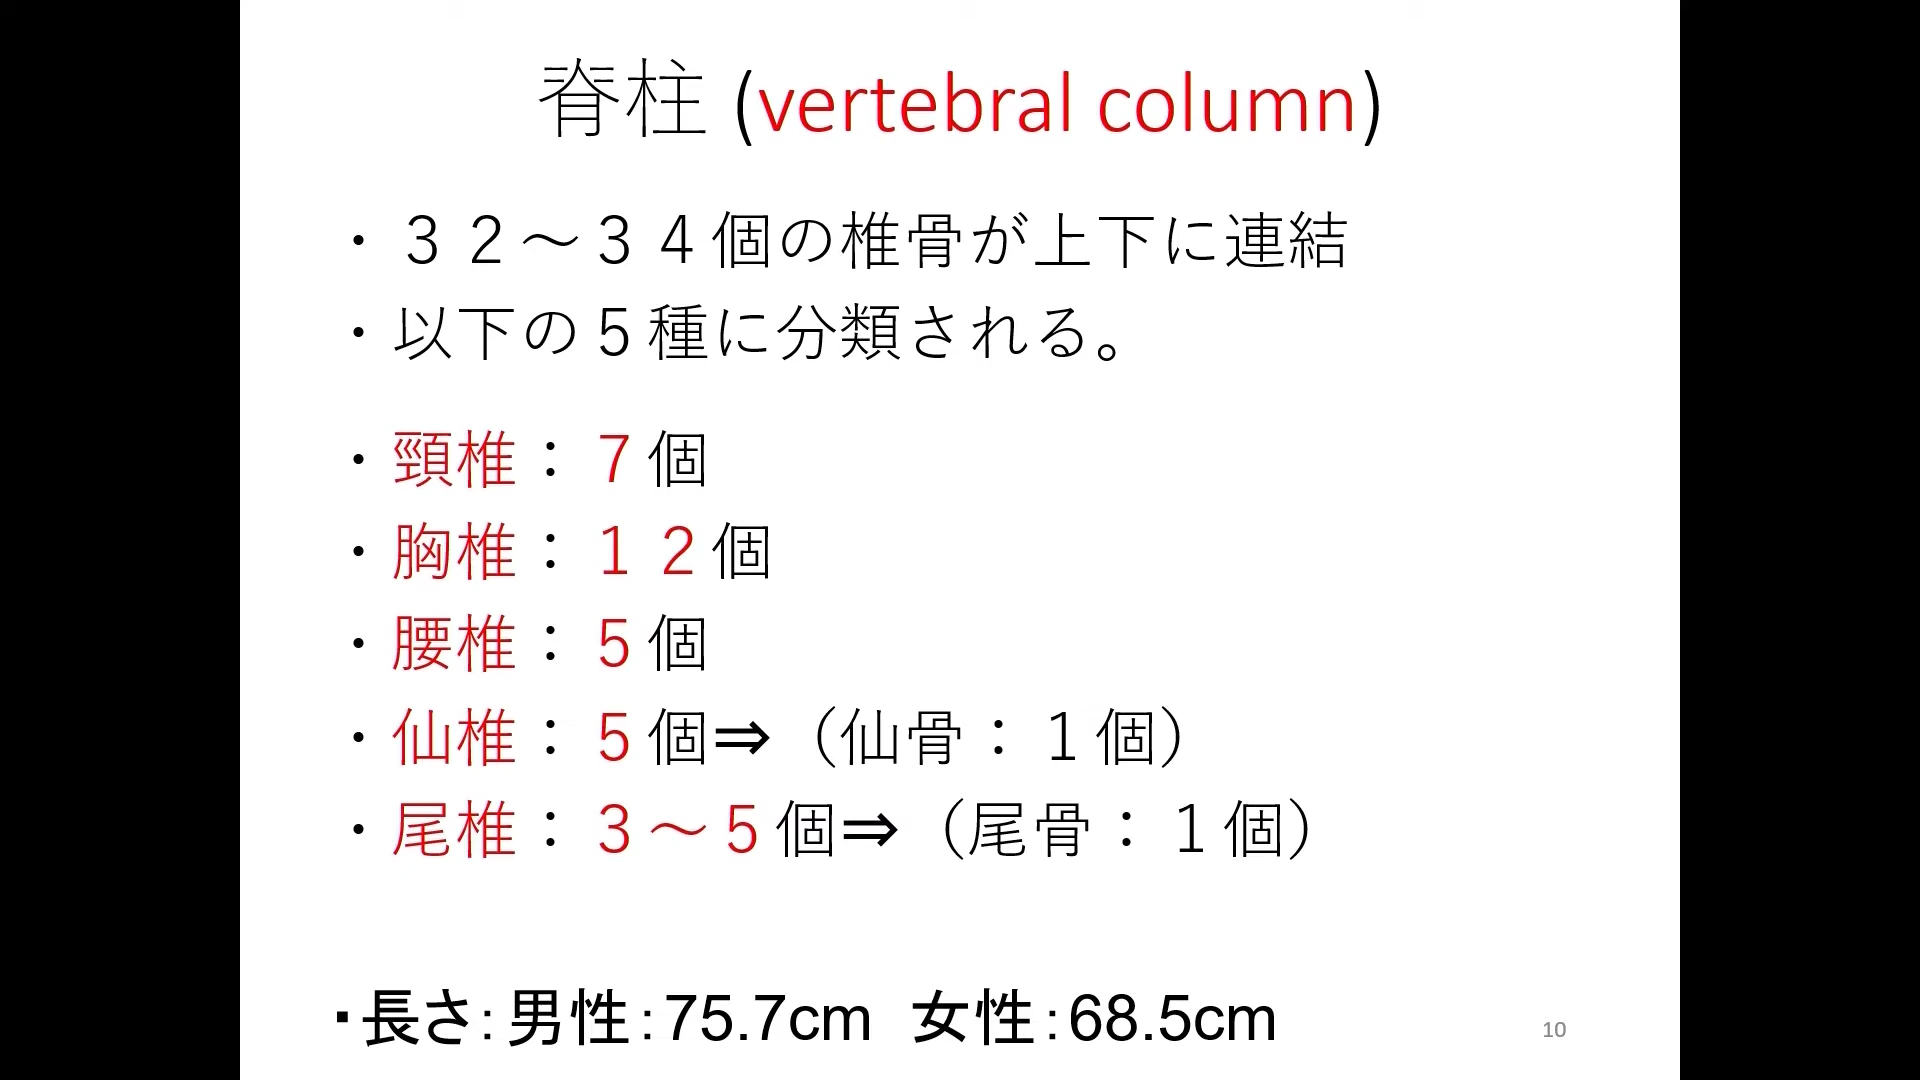 脊柱 (vertebral column)
・３２～３４個の椎骨が上下に連結
・以下の５種に分類される。
・頸椎：７個
・胸椎：１２個
・腰椎：５個
・仙椎：５個⇒（仙骨：１個）
・尾椎：３～５個⇒（尾骨：１個）
・長さ：男性：75.7cm　女性：68.5cm
10